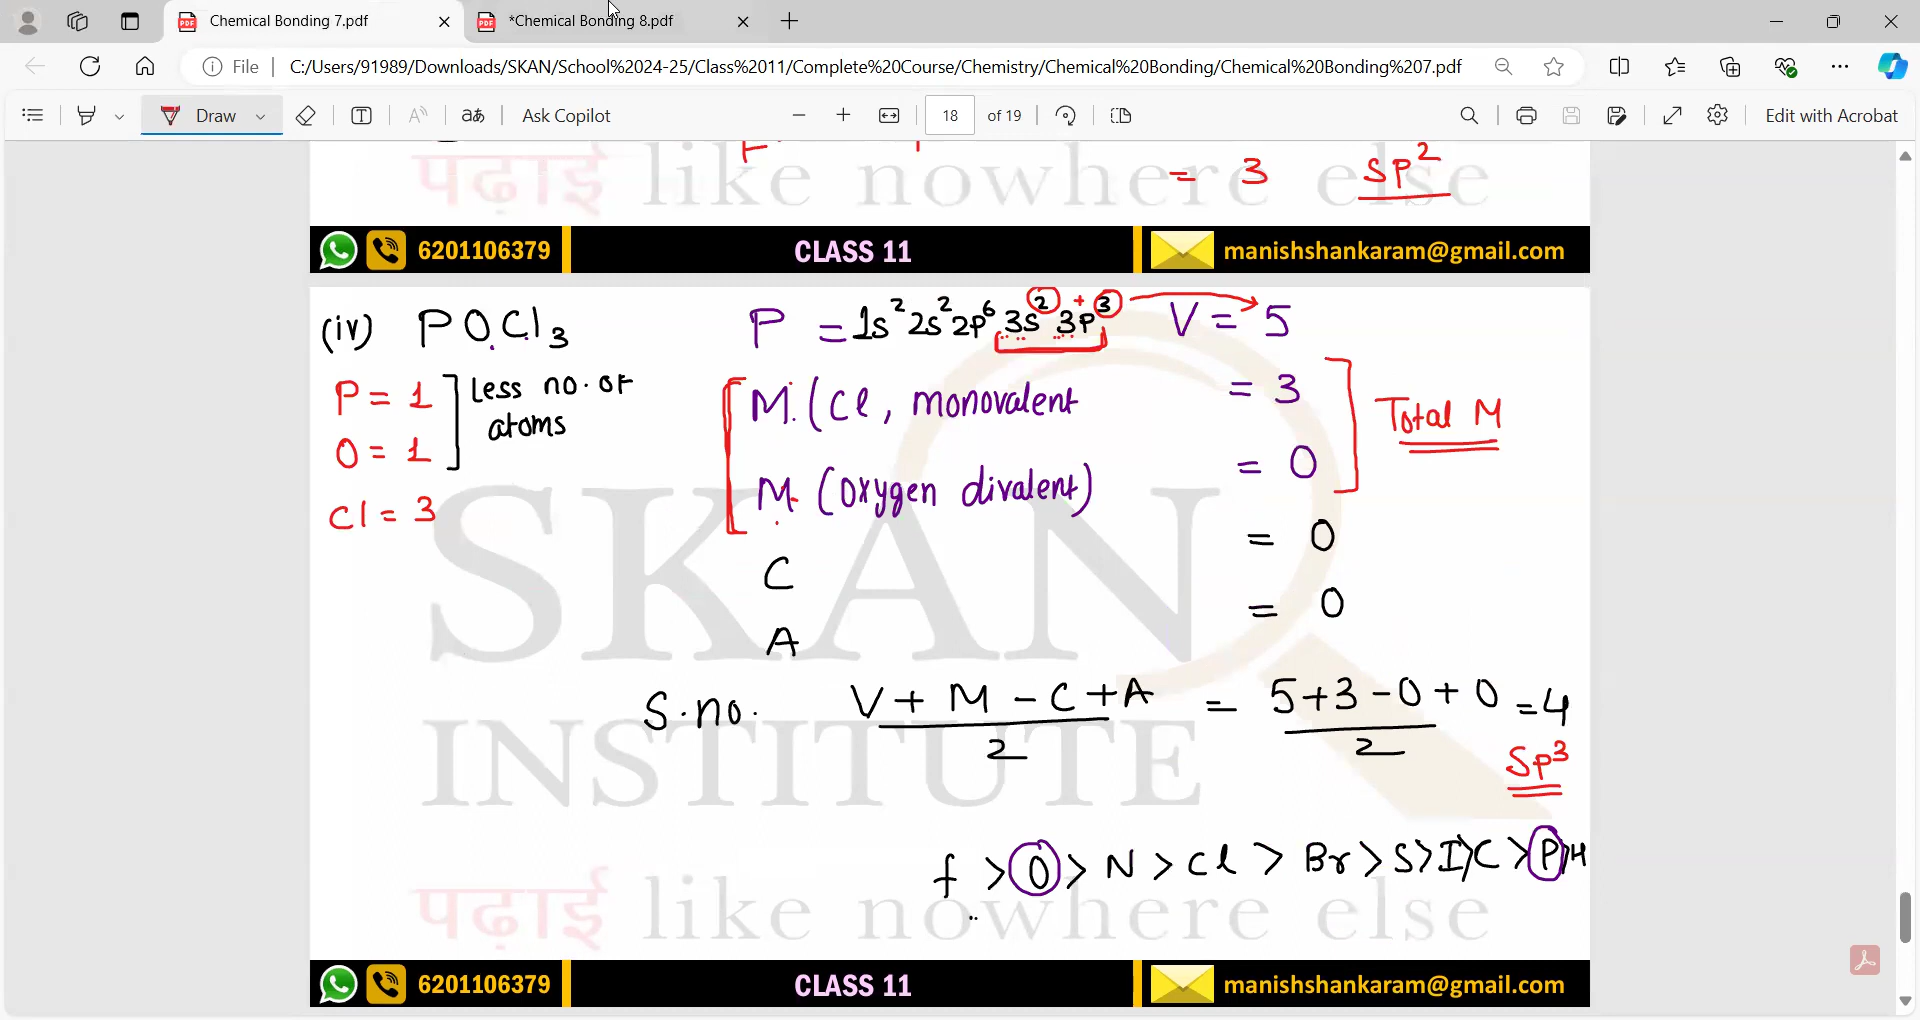 Chemical Bonding 7.pdf
*Chemical Bonding 8.pdf
File
C:/Users/91989/Downloads/SKAN/School%2024-25/Class%2011/Complete%20Course/Chemistry/Chemical%20Bonding/Chemical%20Bonding%207.pdf
Draw
aあ
Ask Copilot
18 of 19
Edit with Acrobat
पढ़ाई like nowhere else
= 3 sp²
6201106379 CLASS 11 manishshankaram@gmail.com
(iv) POCl₃ P = 1s² 2s² 2p⁶ 3s² + 3p³ V = 5
P = 1
O = 1
less no. of
atoms
Cl = 3
M (Cl, monovalent = 3
M (oxygen divalent) = 0
Total M
C = 0
A = 0
S.no. V + M - C + A / 2 = 5 + 3 - 0 + 0 / 2 = 4
Sp³
f > O > N > Cl > Br > S > I > C > P > H
SKAN
INSTITUTE
पढ़ाई like nowhere else
6201106379 CLASS 11 manishshankaram@gmail.com